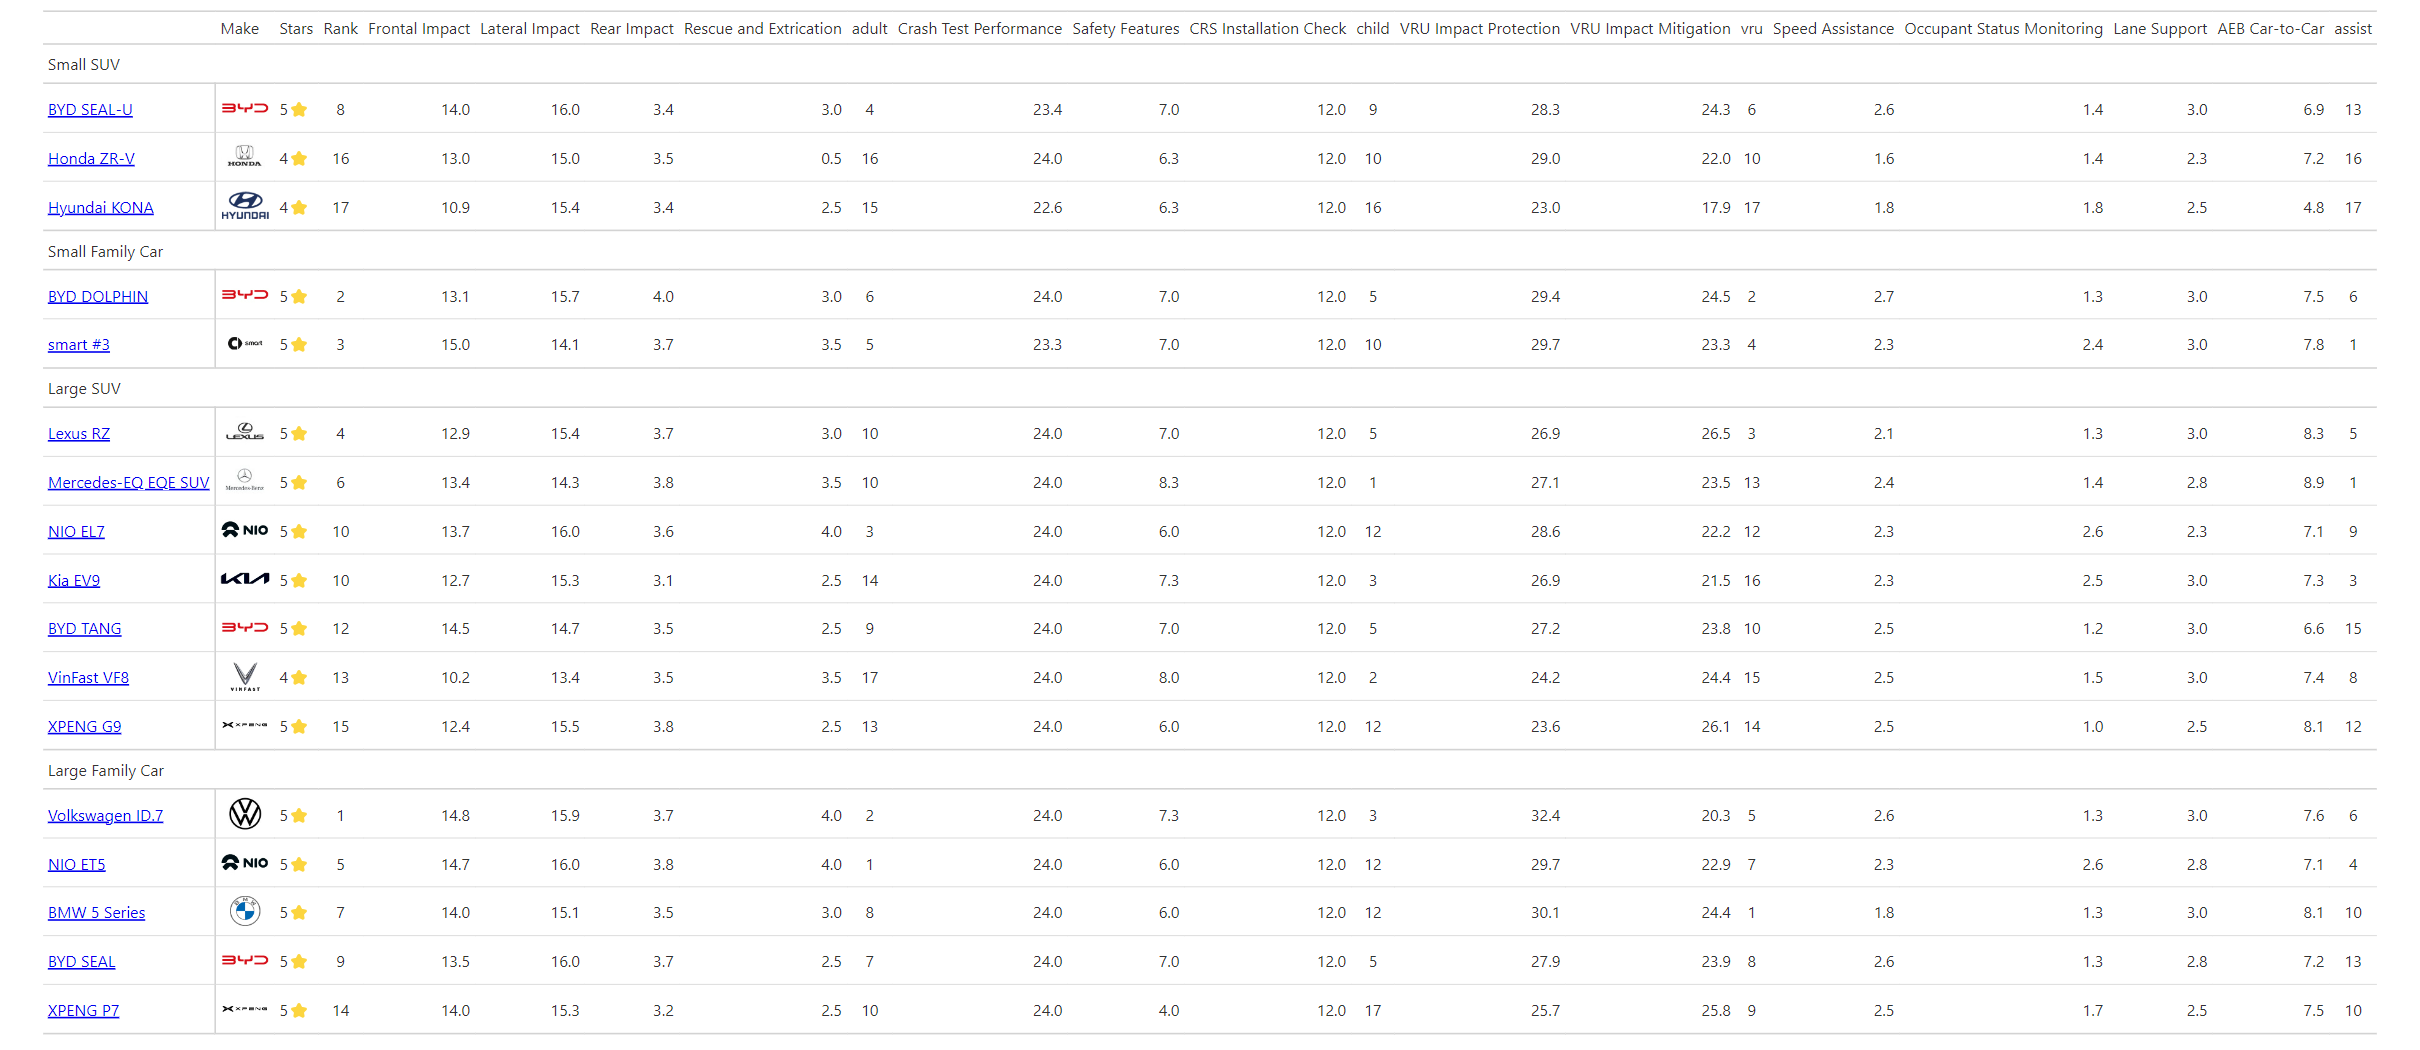 Make Stars Rank Frontal Impact Lateral Impact Rear Impact Rescue and Extrication adult Crash Test Performance Safety Features CRS Installation Check child VRU Impact Protection VRU Impact Mitigation vru Speed Assistance Occupant Status Monitoring Lane Support AEB Car-to-Car assist
Small SUV
BYD SEAL-U BYD 5 8 14.0 16.0 3.4 3.0 4 23.4 7.0 12.0 9 28.3 24.3 6 2.6 1.4 3.0 6.9 13
Honda ZR-V HONDA 4 16 13.0 15.0 3.5 0.5 16 24.0 6.3 12.0 10 29.0 22.0 10 1.6 1.4 2.3 7.2 16
Hyundai KONA HYUNDAI 4 17 10.9 15.4 3.4 2.5 15 22.6 6.3 12.0 16 23.0 17.9 17 1.8 1.8 2.5 4.8 17
Small Family Car
BYD DOLPHIN BYD 5 2 13.1 15.7 4.0 3.0 6 24.0 7.0 12.0 5 29.4 24.5 2 2.7 1.3 3.0 7.5 6
smart #3 smart 5 3 15.0 14.1 3.7 3.5 5 23.3 7.0 12.0 10 29.7 23.3 4 2.3 2.4 3.0 7.8 1
Large SUV
Lexus RZ LEXUS 5 4 12.9 15.4 3.7 3.0 10 24.0 7.0 12.0 5 26.9 26.5 3 2.1 1.3 3.0 8.3 5
Mercedes-EQ EQE SUV Mercedes-Benz 5 6 13.4 14.3 3.8 3.5 10 24.0 8.3 12.0 1 27.1 23.5 13 2.4 1.4 2.8 8.9 1
NIO EL7 NIO 5 10 13.7 16.0 3.6 4.0 3 24.0 6.0 12.0 12 28.6 22.2 12 2.3 2.6 2.3 7.1 9
Kia EV9 KIA 5 10 12.7 15.3 3.1 2.5 14 24.0 7.3 12.0 3 26.9 21.5 16 2.3 2.5 3.0 7.3 3
BYD TANG BYD 5 12 14.5 14.7 3.5 2.5 9 24.0 7.0 12.0 5 27.2 23.8 10 2.5 1.2 3.0 6.6 15
VinFast VF8 VINFAST 4 13 10.2 13.4 3.5 3.5 17 24.0 8.0 12.0 2 24.2 24.4 15 2.5 1.5 3.0 7.4 8
XPENG G9 XPENG 5 15 12.4 15.5 3.8 2.5 13 24.0 6.0 12.0 12 23.6 26.1 14 2.5 1.0 2.5 8.1 12
Large Family Car
Volkswagen ID.7 VW 5 1 14.8 15.9 3.7 4.0 2 24.0 7.3 12.0 3 32.4 20.3 5 2.6 1.3 3.0 7.6 6
NIO ET5 NIO 5 5 14.7 16.0 3.8 4.0 1 24.0 6.0 12.0 12 29.7 22.9 7 2.3 2.6 2.8 7.1 4
BMW 5 Series BMW 5 7 14.0 15.1 3.5 3.0 8 24.0 6.0 12.0 12 30.1 24.4 1 1.8 1.3 3.0 8.1 10
BYD SEAL BYD 5 9 13.5 16.0 3.7 2.5 7 24.0 7.0 12.0 5 27.9 23.9 8 2.6 1.3 2.8 7.2 13
XPENG P7 XPENG 5 14 14.0 15.3 3.2 2.5 10 24.0 4.0 12.0 17 25.7 25.8 9 2.5 1.7 2.5 7.5 10